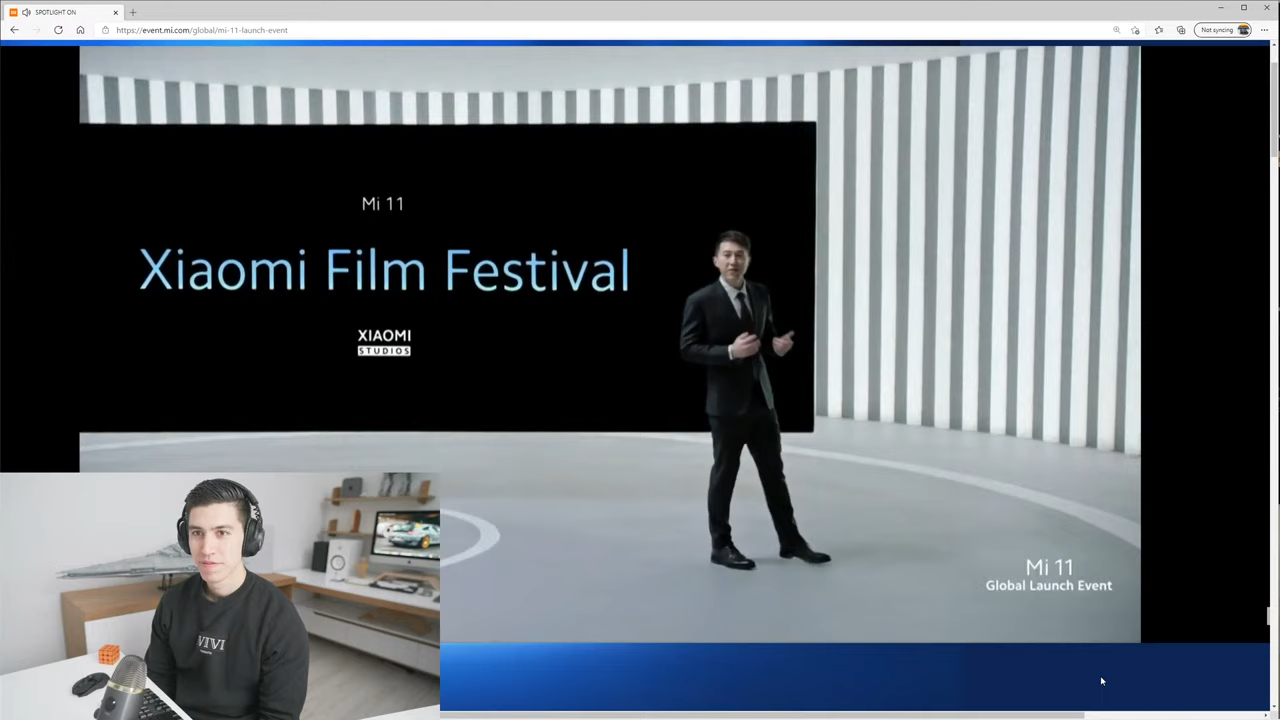 SPOTLIGHT ON
https://event.mi.com/global/mi-11-launch-event
Not syncing
Mi 11
Xiaomi Film Festival
XIAOMI
STUDIOS
Mi 11
Global Launch Event